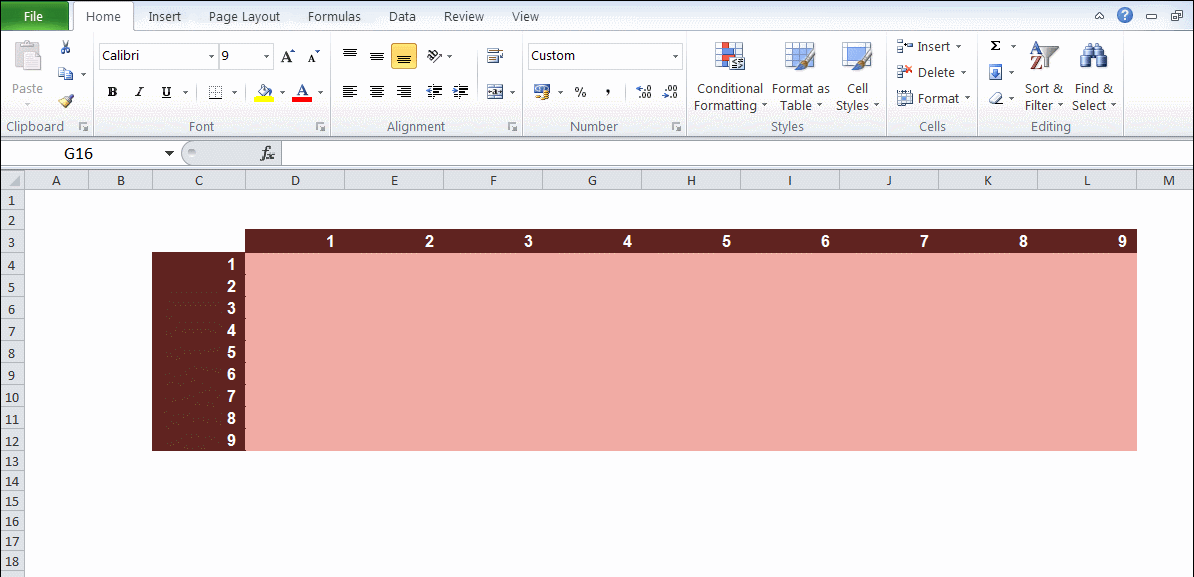 File Home Insert Page Layout Formulas Data Review View
Calibri 9 Custom Insert
Paste Conditional Format as Cell Delete Sort & Find &
B I U A % , Formatting Table Styles Format Filter Select
Clipboard Font Alignment Number Styles Cells Editing
G16 fx
A B C D E F G H I J K L M
1
2
3 1 2 3 4 5 6 7 8 9
4 1
5 2
6 3
7 4
8 5
9 6
10 7
11 8
12 9
13
14
15
16
17
18